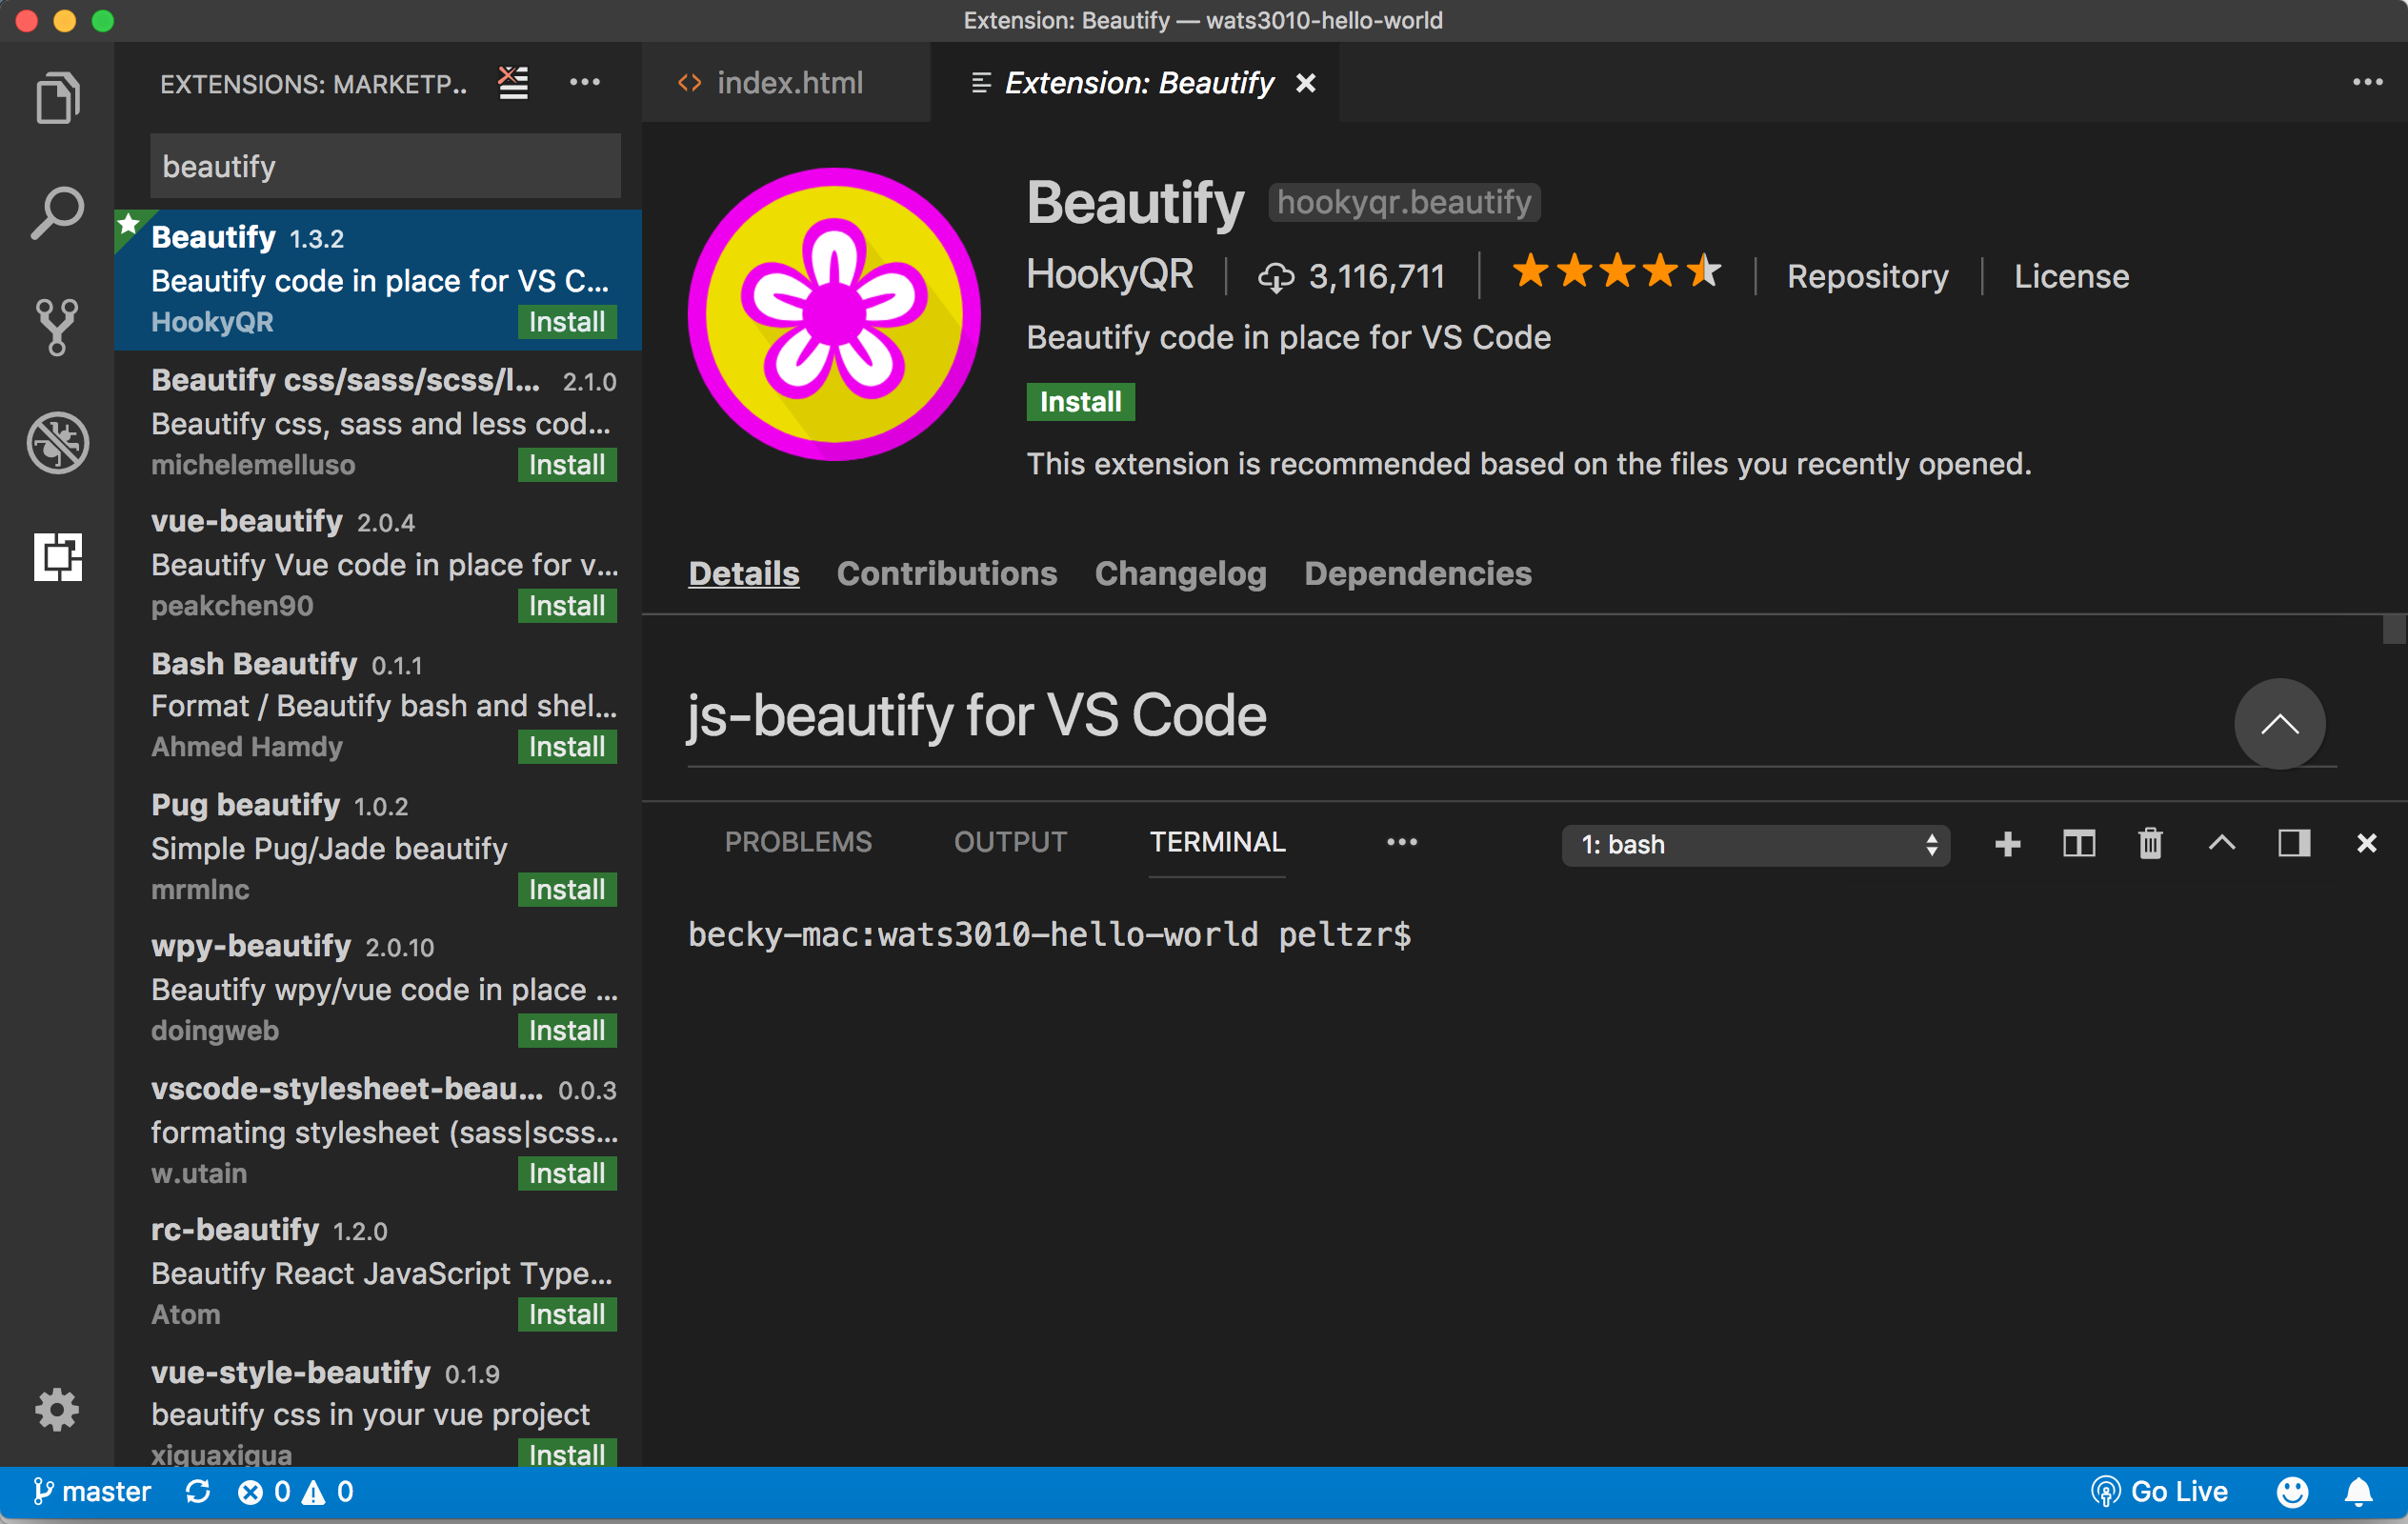 Extension: Beautify — wats3010-hello-world
EXTENSIONS: MARKETP..
beautify
Beautify 1.3.2
Beautify code in place for VS C...
HookyQR Install
Beautify css/sass/scss/l... 2.1.0
Beautify css, sass and less cod...
michelemelluso Install
vue-beautify 2.0.4
Beautify Vue code in place for v...
peakchen90 Install
Bash Beautify 0.1.1
Format / Beautify bash and shel...
Ahmed Hamdy Install
Pug beautify 1.0.2
Simple Pug/Jade beautify
mrmlnc Install
wpy-beautify 2.0.10
Beautify wpy/vue code in place ...
doingweb Install
vscode-stylesheet-beau... 0.0.3
formating stylesheet (sass|scss...
w.utain Install
rc-beautify 1.2.0
Beautify React JavaScript Type...
Atom Install
vue-style-beautify 0.1.9
beautify css in your vue project
xiguaxigua Install
index.html
Extension: Beautify
Beautify hookyqr.beautify
HookyQR 3,116,711 Repository License
Beautify code in place for VS Code
Install
This extension is recommended based on the files you recently opened.
Details Contributions Changelog Dependencies
js-beautify for VS Code
PROBLEMS OUTPUT TERMINAL 1: bash
becky-mac:wats3010-hello-world peltzr$
master 0 0 Go Live